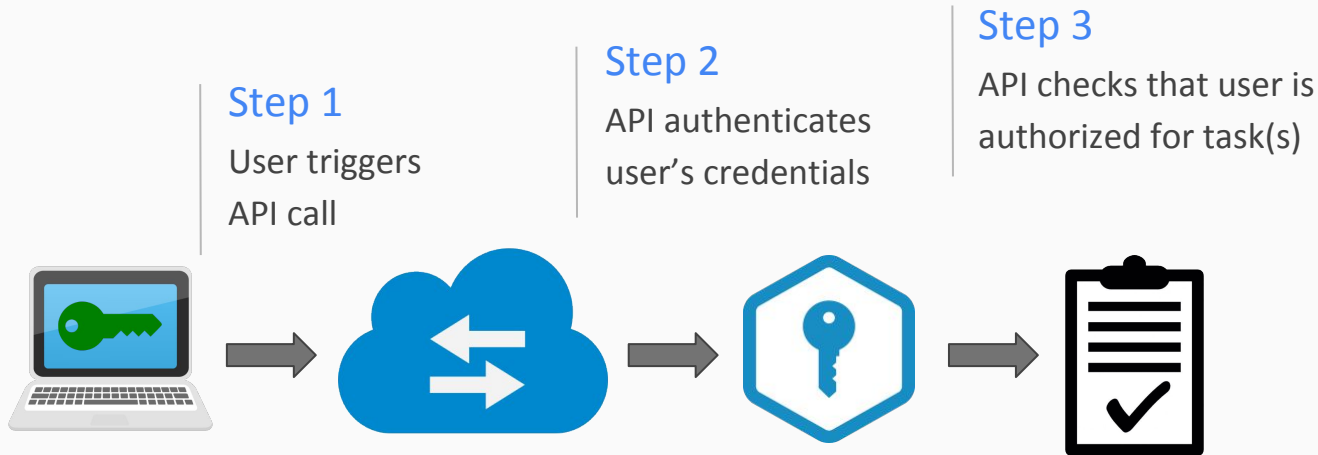 Step 1
User triggers
API call
Step 2
API authenticates
user’s credentials
Step 3
API checks that user is
authorized for task(s)